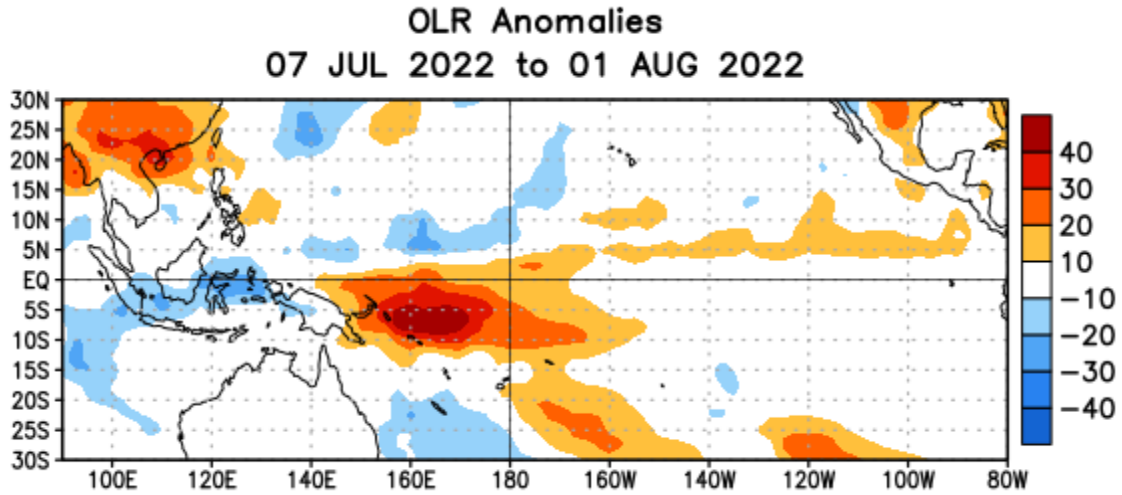 OLR Anomalies
07 JUL 2022 to 01 AUG 2022
30N
25N
20N
15N
10N
5N
EQ
5S
10S
15S
20S
25S
30S
100E 120E 140E 160E 180 160W 140W 120W 100W 80W
40
30
20
10
−10
−20
−30
−40